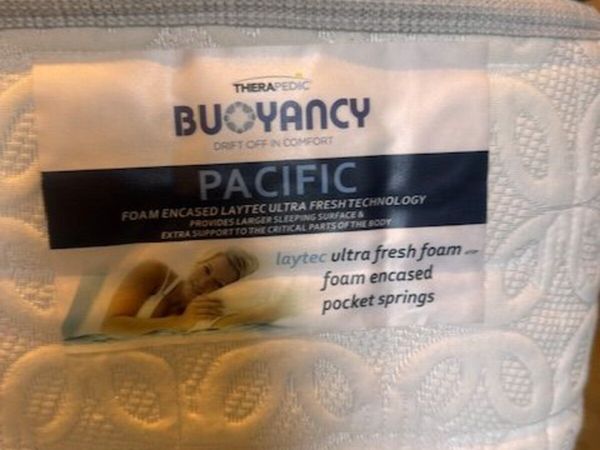 THERAPEDIC
BUOYANCY
DRIFT OFF IN COMFORT
PACIFIC
FOAM ENCASED LAYTEC ULTRA FRESH TECHNOLOGY
PROVIDES LARGER SLEEPING SURFACE &
EXTRA SUPPORT TO THE CRITICAL PARTS OF THE BODY
laytec ultra fresh foam
foam encased
pocket springs